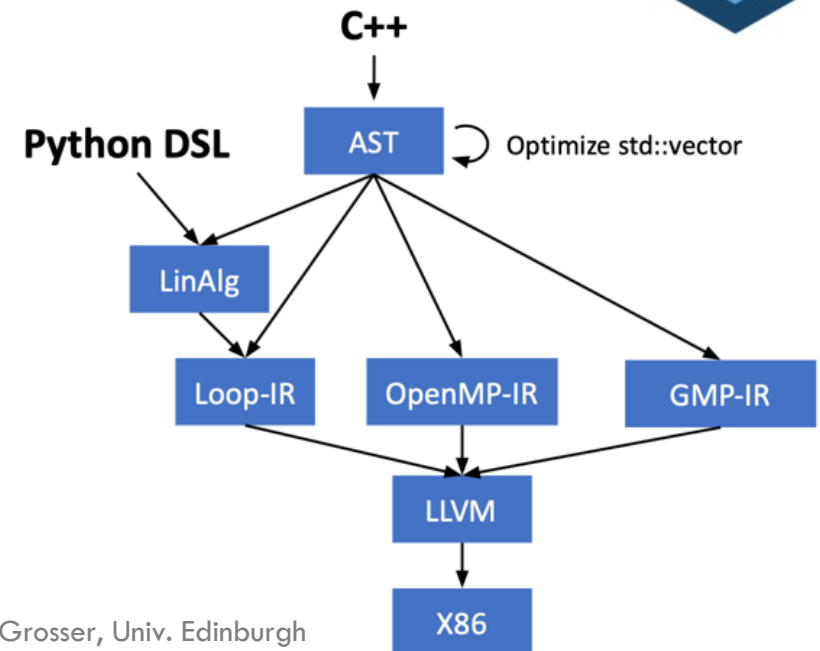 C++
Python DSL
AST
Optimize std::vector
LinAlg
Loop-IR
OpenMP-IR
GMP-IR
LLVM
X86
Grosser, Univ. Edinburgh